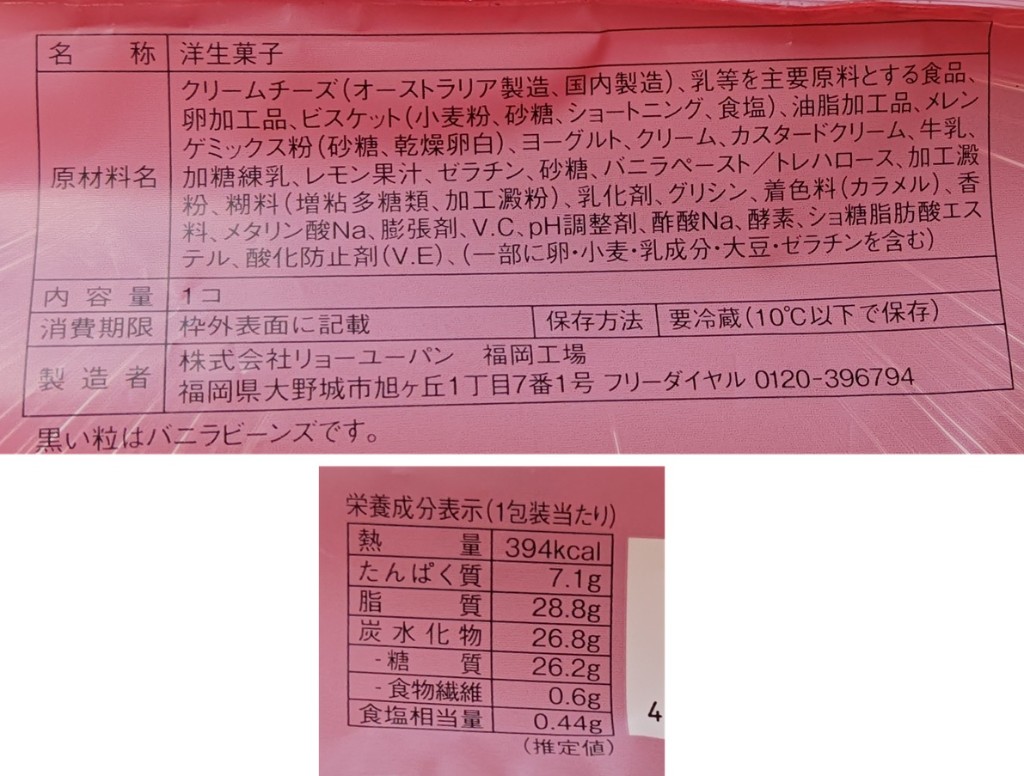 名称 洋生菓子
原材料名 クリームチーズ(オーストラリア製造、国内製造)、乳等を主要原料とする食品、
卵加工品、ビスケット(小麦粉、砂糖、ショートニング、食塩)、油脂加工品、メレン
ゲミックス粉(砂糖、乾燥卵白)、ヨーグルト、クリーム、カスタードクリーム、牛乳、
加糖練乳、レモン果汁、ゼラチン、砂糖、バニラペースト/トレハロース、加工澱
粉、糊料(増粘多糖類、加工澱粉)、乳化剤、グリシン、着色料(カラメル)、香
料、メタリン酸Na、膨張剤、V.C、pH調整剤、酢酸Na、酵素、ショ糖脂肪酸エス
テル、酸化防止剤(V.E)、(一部に卵・小麦・乳成分・大豆・ゼラチンを含む)
内容量 1コ
消費期限 枠外表面に記載 保存方法 要冷蔵(10℃以下で保存)
製造者 株式会社リョーユーパン 福岡工場
福岡県大野城市旭ヶ丘1丁目7番1号 フリーダイヤル 0120-396794
黒い粒はバニラビーンズです。
栄養成分表示(1包装当たり)
熱量 394kcal
たんぱく質 7.1g
脂質 28.8g
炭水化物 26.8g
-糖質 26.2g
-食物繊維 0.6g
食塩相当量 0.44g
(推定値)
4